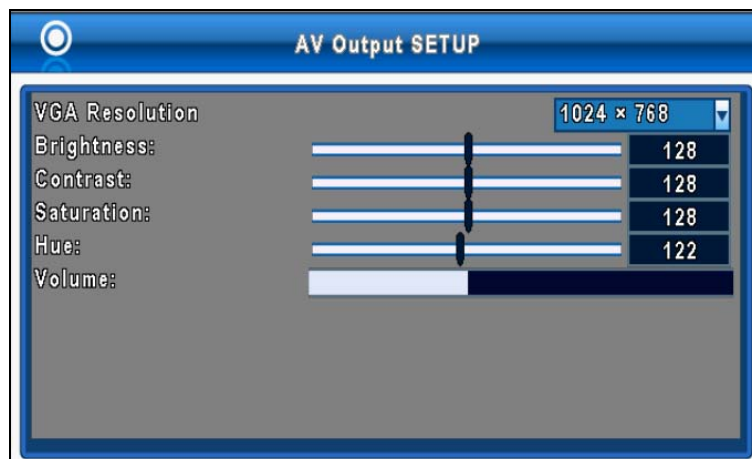 AV Output SETUP
VGA Resolution 1024 × 768
Brightness: 128
Contrast: 128
Saturation: 128
Hue: 122
Volume: